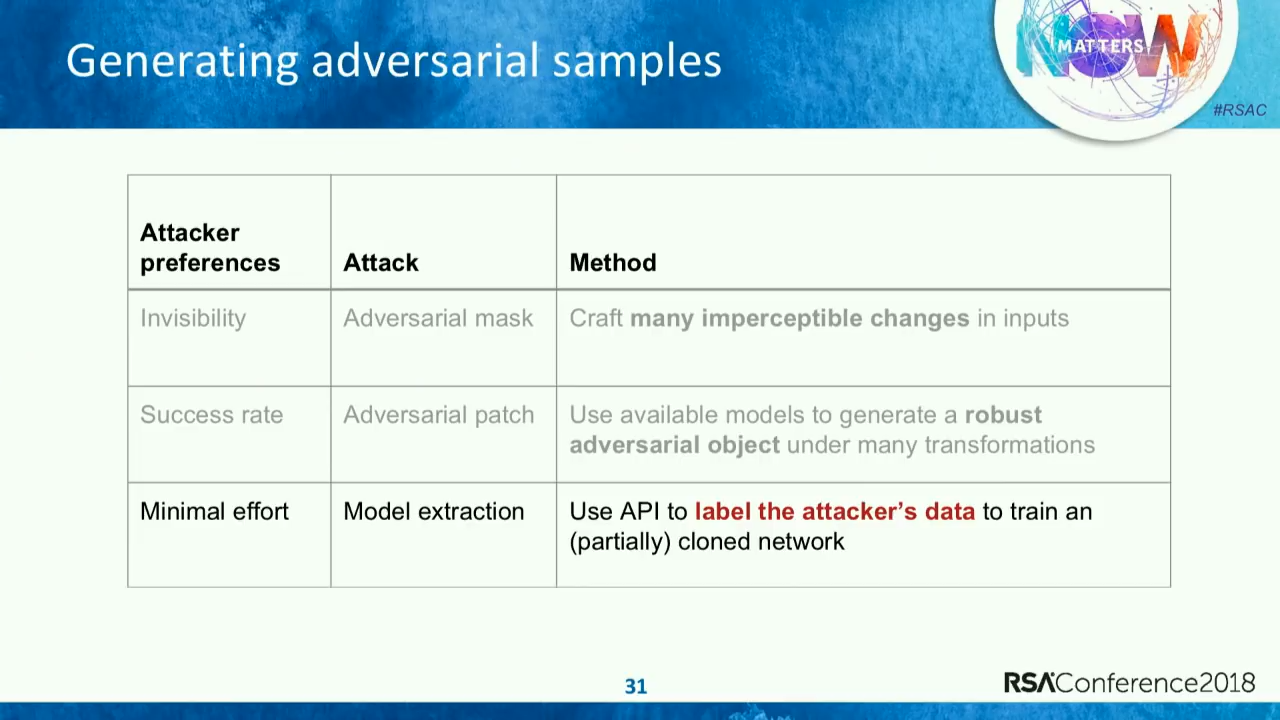 Generating adversarial samples
NOW
MATTERS
#RSAC
Attacker
preferences
Attack
Method
Invisibility
Adversarial mask
Craft many imperceptible changes in inputs
Success rate
Adversarial patch
Use available models to generate a robust
adversarial object under many transformations
Minimal effort
Model extraction
Use API to label the attacker’s data to train an
(partially) cloned network
31
RSAConference2018